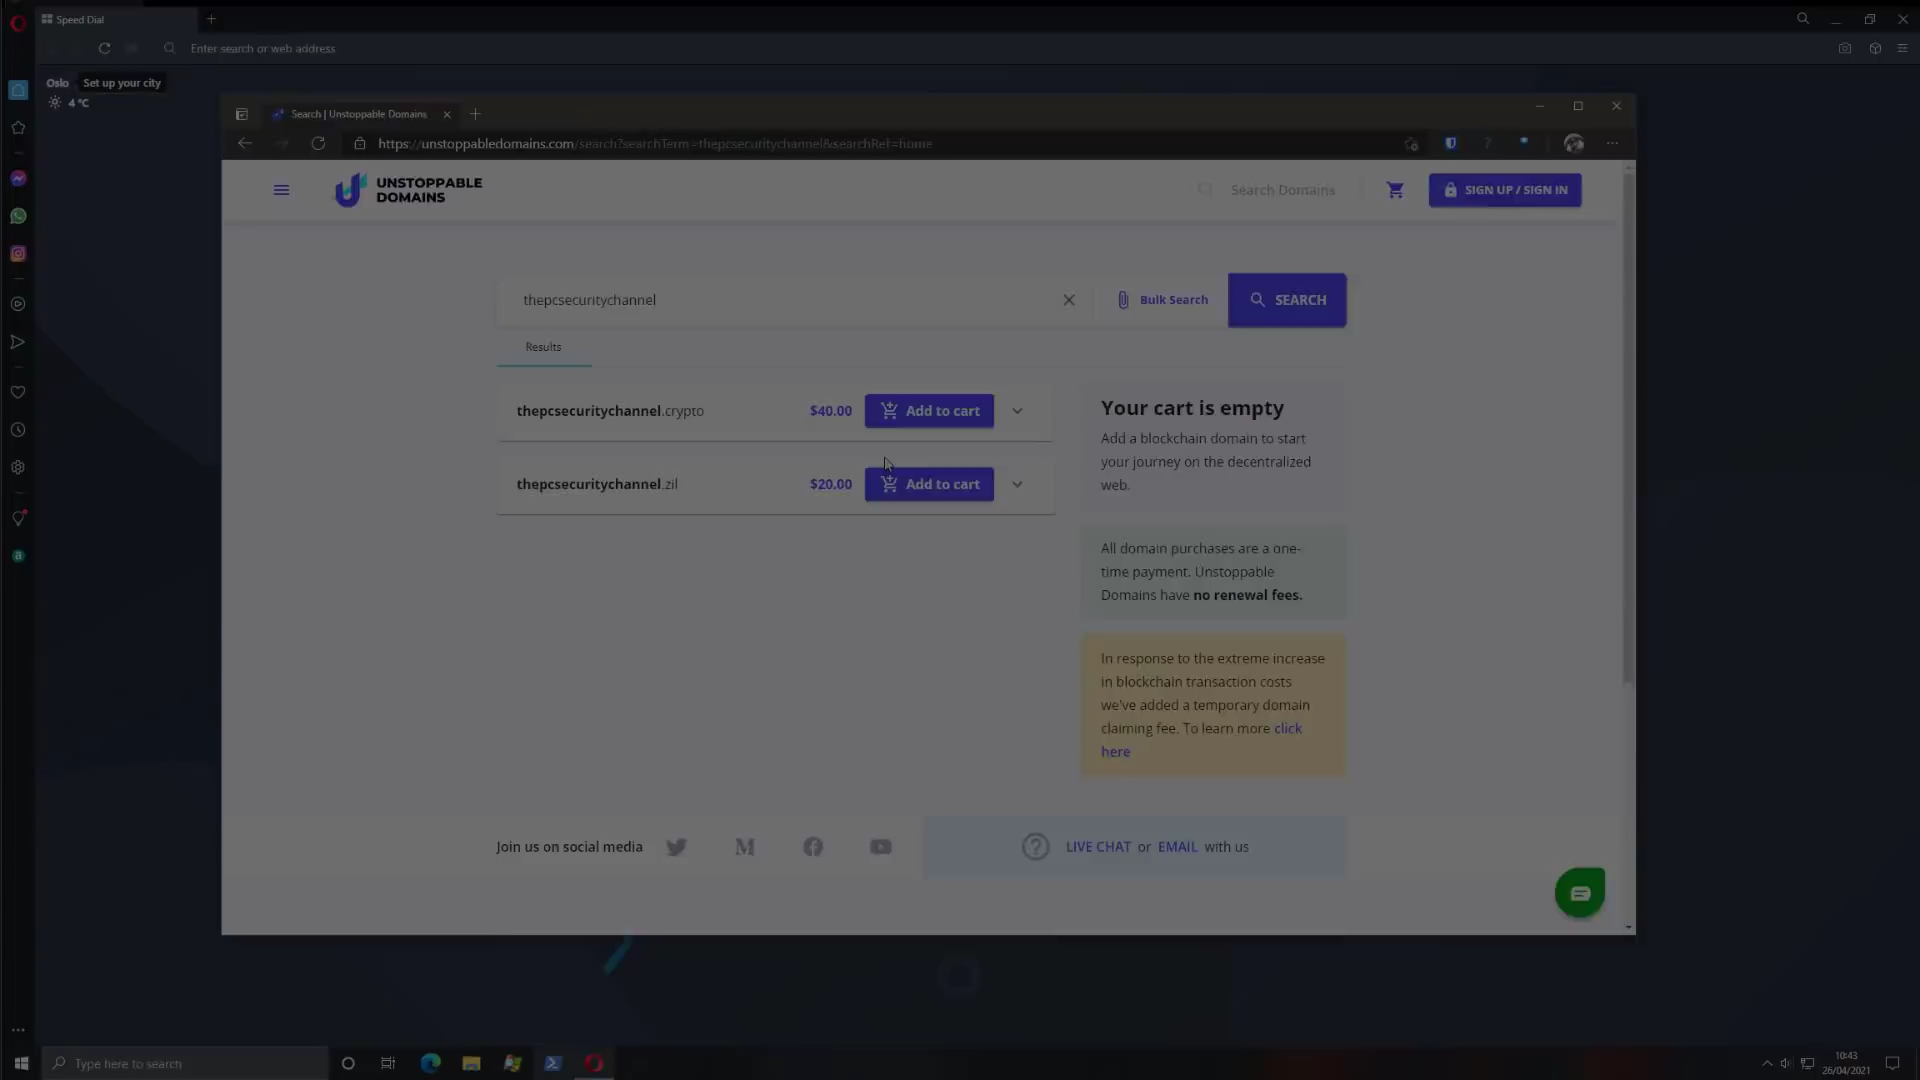 Speed Dial
Enter search or web address
Oslo
Set up your city
4 °C
Search | Unstoppable Domains
https://unstoppabledomains.com/search?searchTerm=thepcsecuritychannel&searchRef=home
UNSTOPPABLE
DOMAINS
Search Domains
SIGN UP / SIGN IN
thepcsecuritychannel
Bulk Search
SEARCH
Results
thepcsecuritychannel.crypto
$40.00
Add to cart
thepcsecuritychannel.zil
$20.00
Add to cart
Your cart is empty
Add a blockchain domain to start
your journey on the decentralized
web.
All domain purchases are a one-
time payment. Unstoppable
Domains have no renewal fees.
In response to the extreme increase
in blockchain transaction costs
we've added a temporary domain
claiming fee. To learn more click
here
Join us on social media
LIVE CHAT or EMAIL with us
Type here to search
10:43
26/04/2021